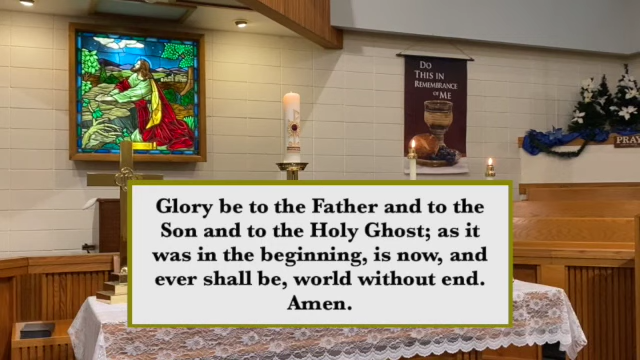 DO
THIS IN
REMEMBRANCE
OF ME
PRAY
Glory be to the Father and to the
Son and to the Holy Ghost; as it
was in the beginning, is now, and
ever shall be, world without end.
Amen.